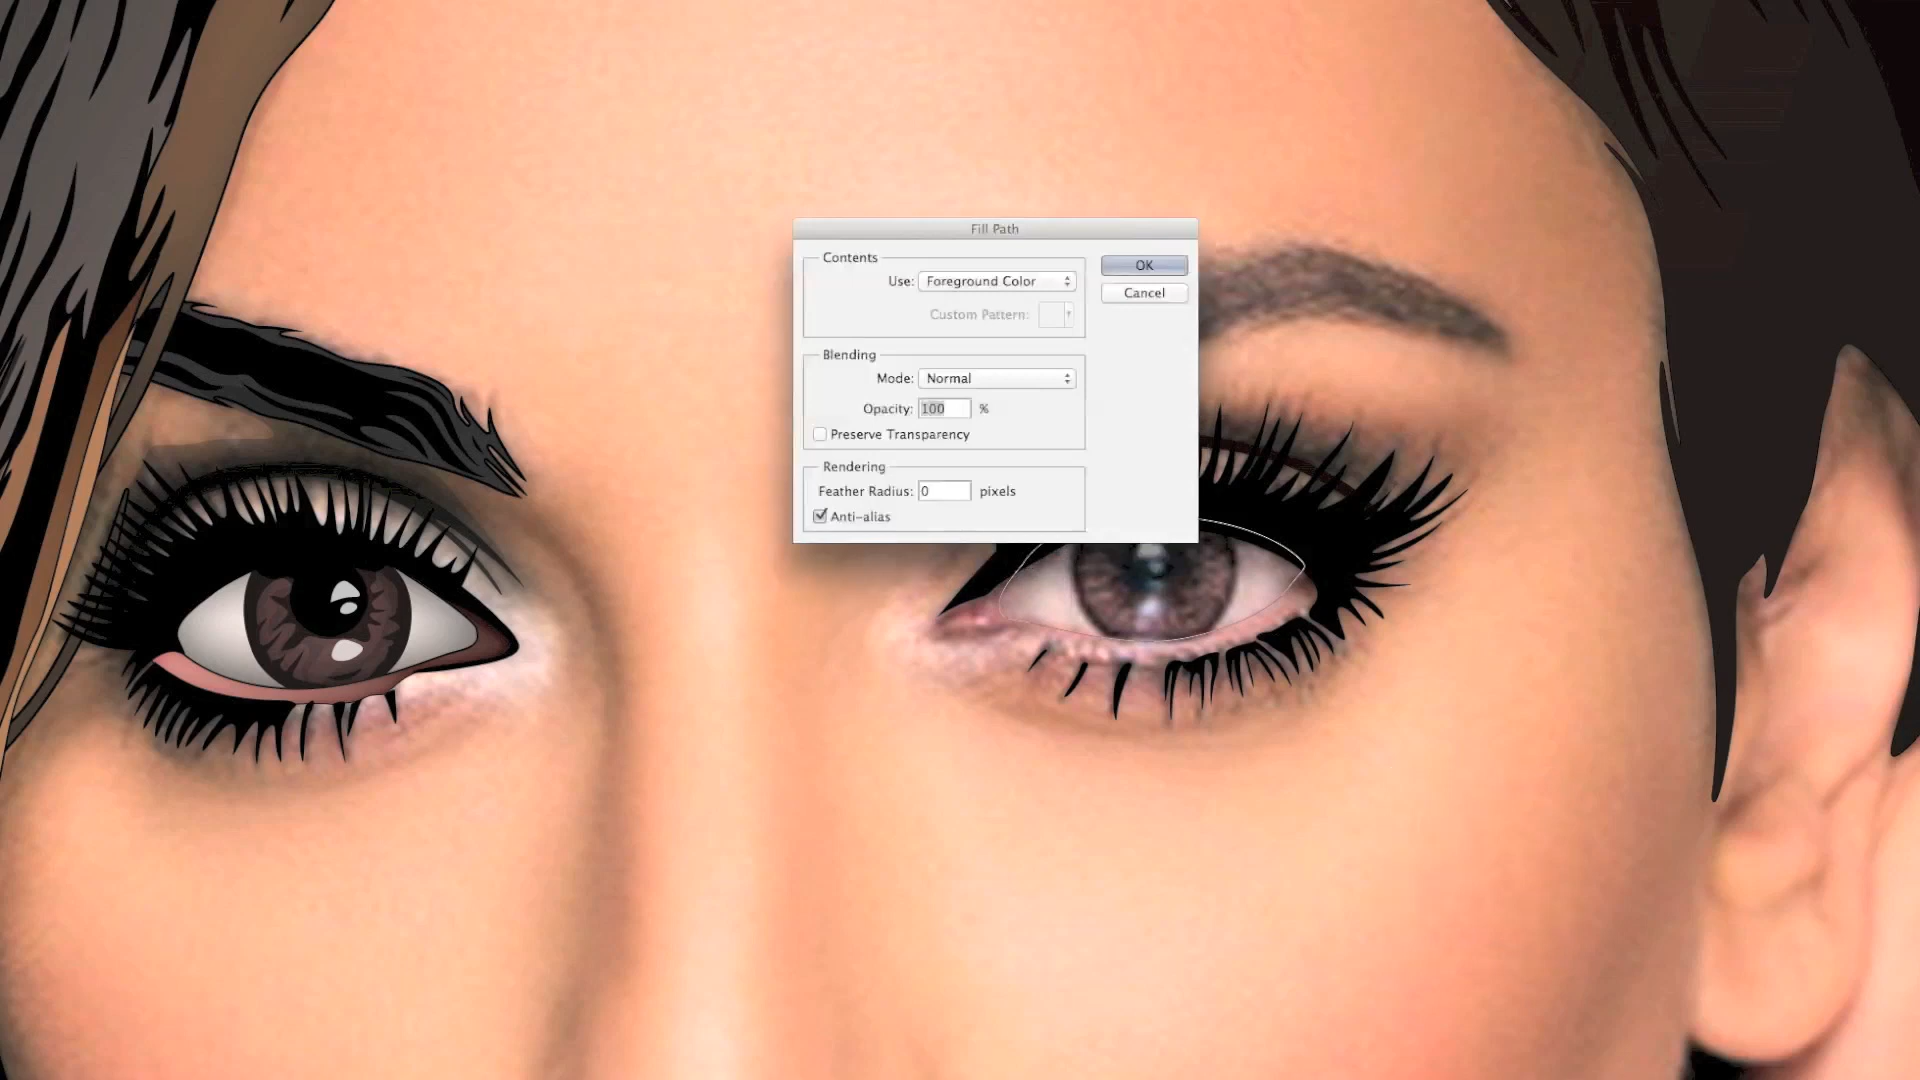 Fill Path
Contents
Use: Foreground Color
Custom Pattern:
OK
Cancel
Blending
Mode: Normal
Opacity: 100 %
Preserve Transparency
Rendering
Feather Radius: 0 pixels
Anti-alias